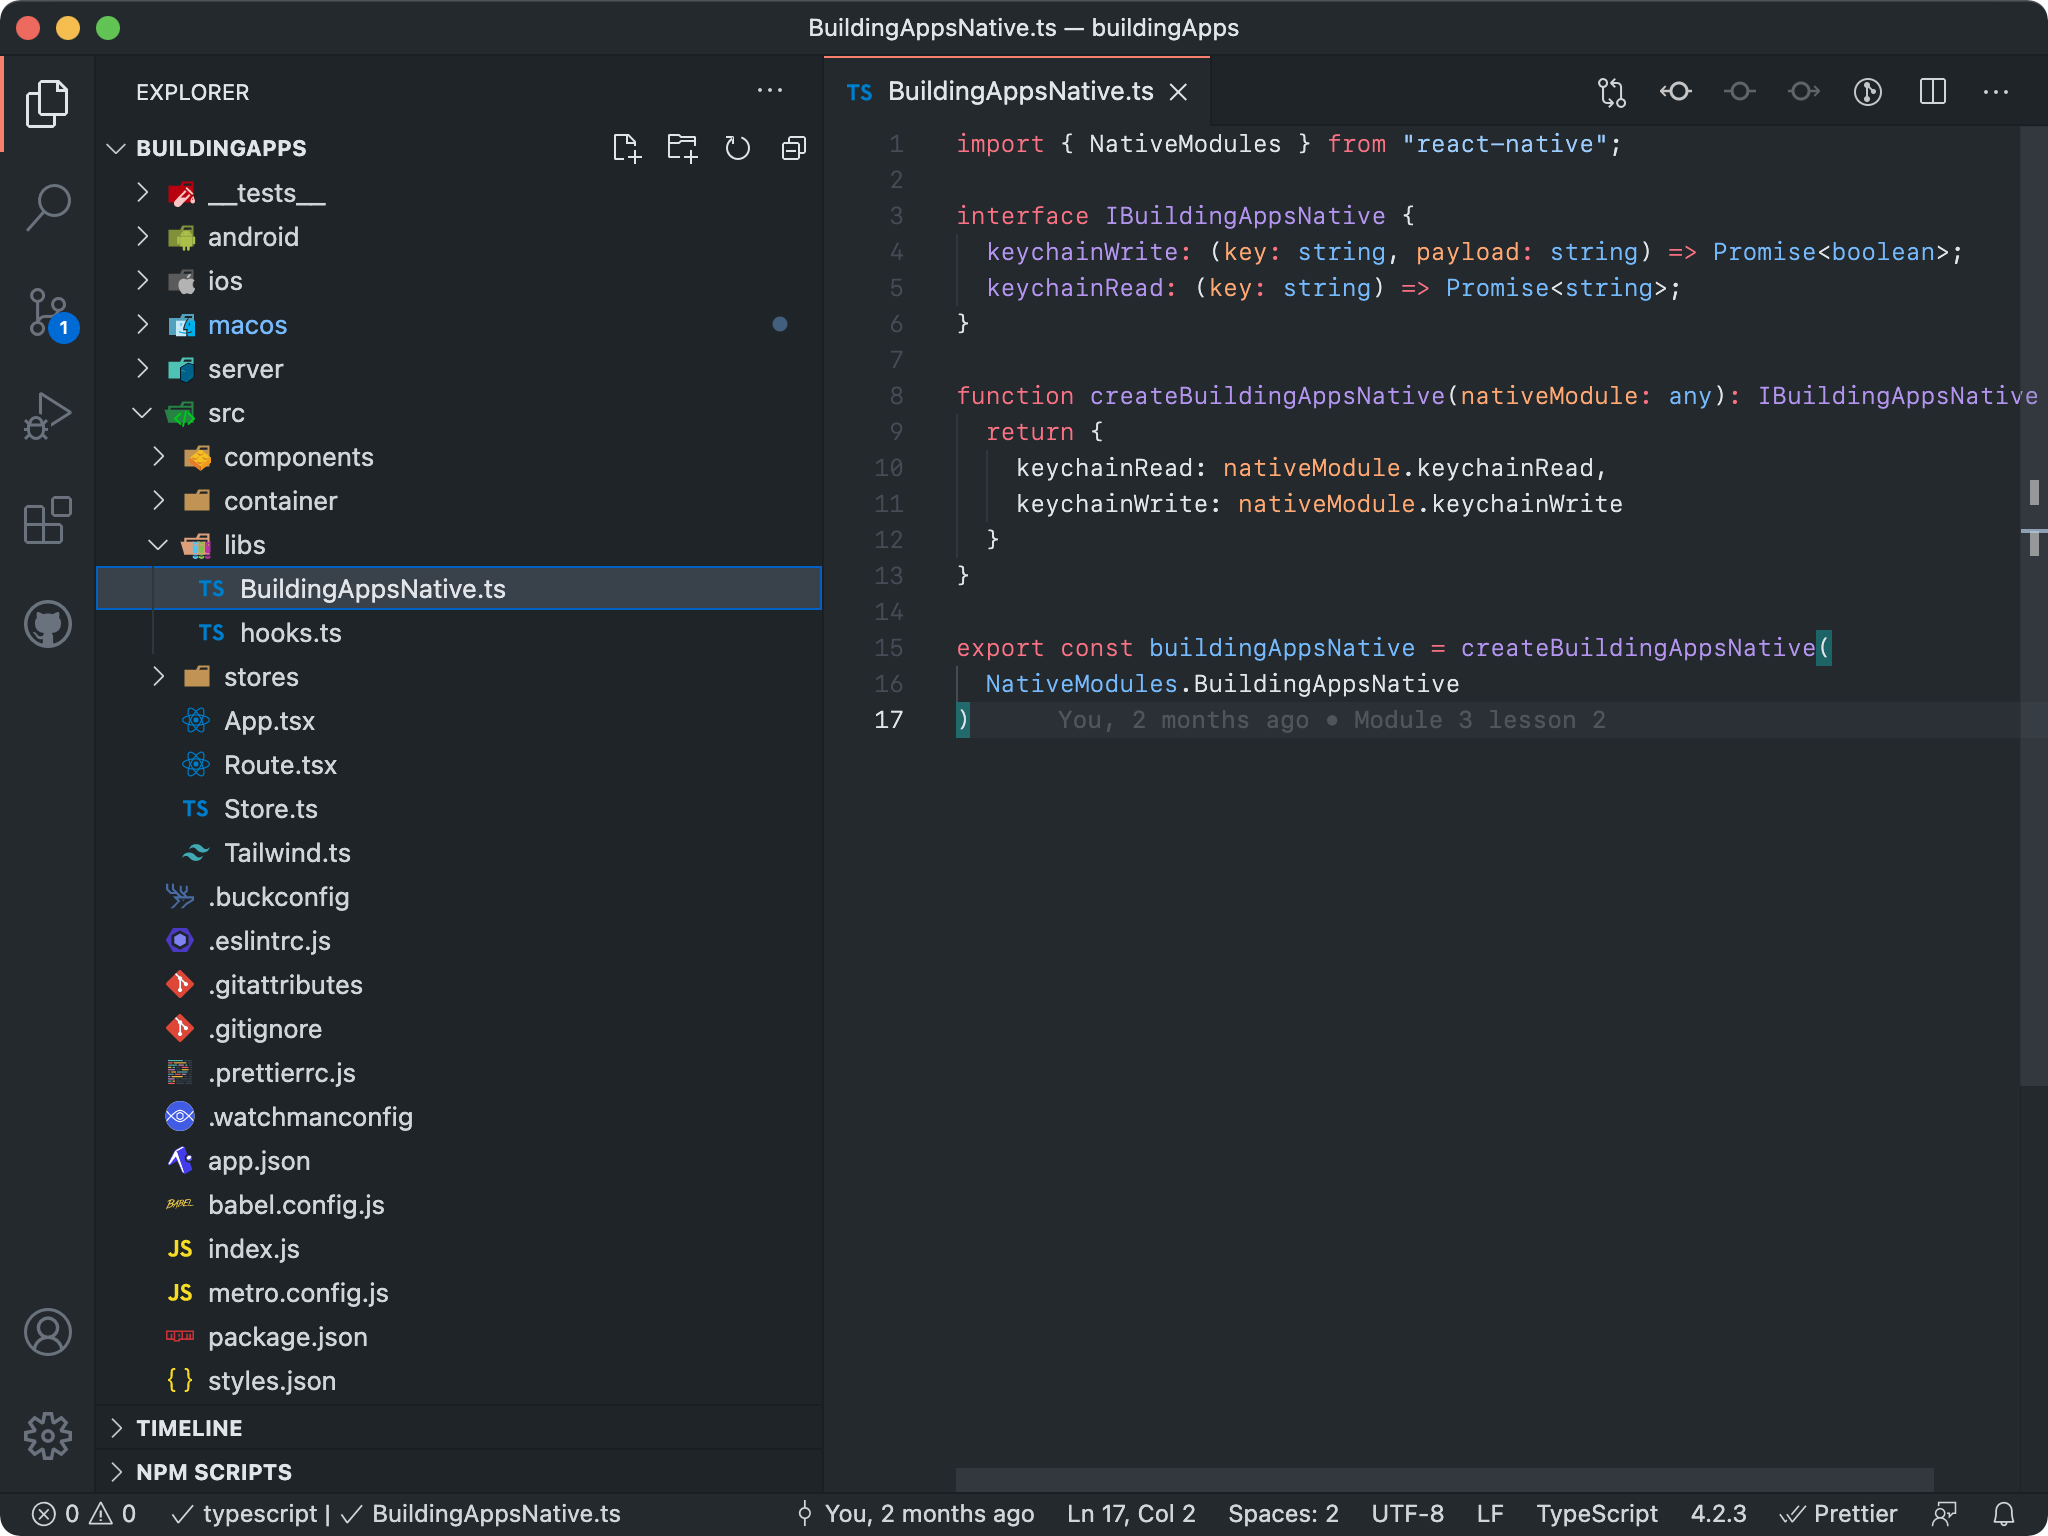 BuildingAppsNative.ts — buildingApps
EXPLORER
BUILDINGAPPS
__tests__
android
ios
macos
server
src
components
container
libs
TS BuildingAppsNative.ts
TS hooks.ts
stores
App.tsx
Route.tsx
TS Store.ts
Tailwind.ts
.buckconfig
.eslintrc.js
.gitattributes
.gitignore
.prettierrc.js
.watchmanconfig
app.json
BABEL babel.config.js
JS index.js
JS metro.config.js
npm package.json
{ } styles.json
TIMELINE
NPM SCRIPTS
1
TS BuildingAppsNative.ts
1 import { NativeModules } from "react-native";
2
3 interface IBuildingAppsNative {
4 keychainWrite: (key: string, payload: string) => Promise<boolean>;
5 keychainRead: (key: string) => Promise<string>;
6 }
7
8 function createBuildingAppsNative(nativeModule: any): IBuildingAppsNative
9 return {
10 keychainRead: nativeModule.keychainRead,
11 keychainWrite: nativeModule.keychainWrite
12 }
13 }
14
15 export const buildingAppsNative = createBuildingAppsNative(
16 NativeModules.BuildingAppsNative
17 ) You, 2 months ago • Module 3 lesson 2
0 0 typescript | BuildingAppsNative.ts You, 2 months ago Ln 17, Col 2 Spaces: 2 UTF-8 LF TypeScript 4.2.3 Prettier